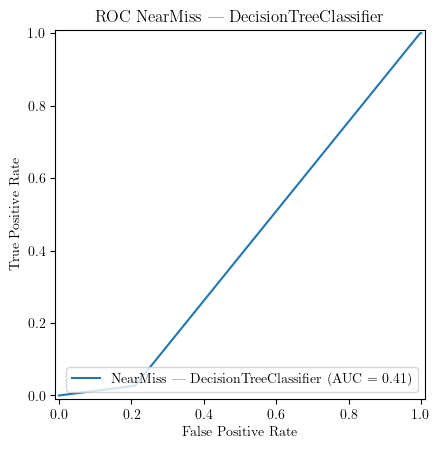 ROC NearMiss — DecisionTreeClassifier
1.0
0.8
0.6
0.4
0.2
0.0
True Positive Rate
NearMiss — DecisionTreeClassifier (AUC = 0.41)
0.0 0.2 0.4 0.6 0.8 1.0
False Positive Rate